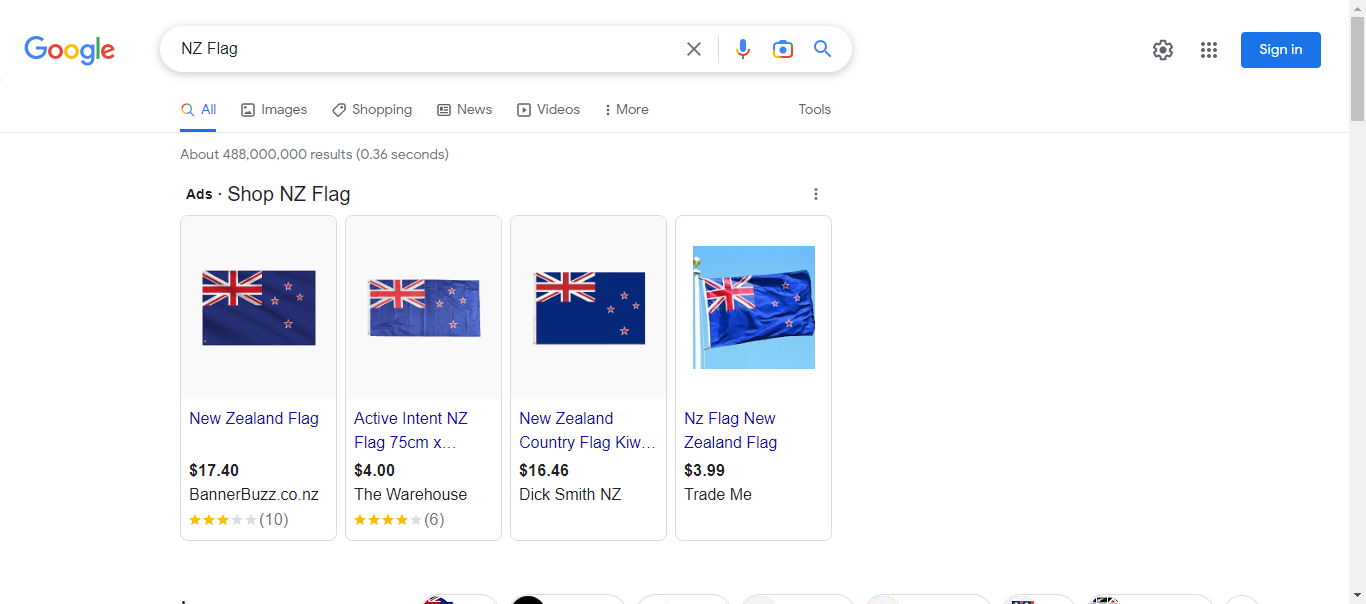 Google
NZ Flag
Sign in
All
Images
Shopping
News
Videos
More
Tools
About 488,000,000 results (0.36 seconds)
Ads · Shop NZ Flag
New Zealand Flag
$17.40
BannerBuzz.co.nz
(10)
Active Intent NZ
Flag 75cm x...
$4.00
The Warehouse
(6)
New Zealand
Country Flag Kiw...
$16.46
Dick Smith NZ
Nz Flag New
Zealand Flag
$3.99
Trade Me